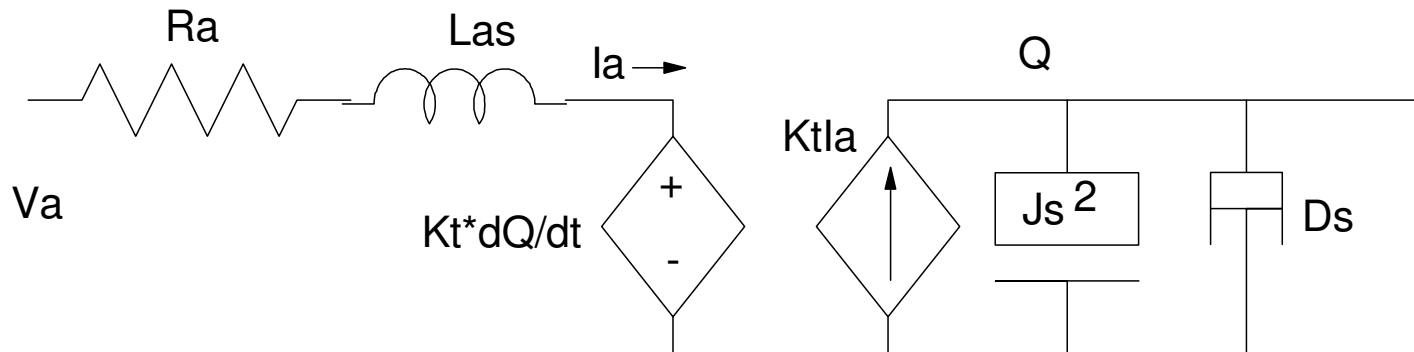 Ra
Las
Ia
Q
KtIa
Va
Kt*dQ/dt
+
-
Js 2
Ds